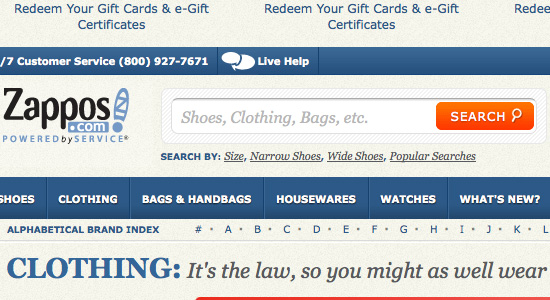 Redeem Your Gift Cards & e-Gift Redeem Your Gift Cards & e-Gift Redee
Certificates Certificates
/7 Customer Service (800) 927-7671 Live Help
Zappos!
.com
POWERED by SERVICE®
Shoes, Clothing, Bags, etc. SEARCH
SEARCH BY: Size, Narrow Shoes, Wide Shoes, Popular Searches
SHOES CLOTHING BAGS & HANDBAGS HOUSEWARES WATCHES WHAT'S NEW?
ALPHABETICAL BRAND INDEX # • A • B • C • D • E • F • G • H • I • J • K • L
CLOTHING: It's the law, so you might as well wear